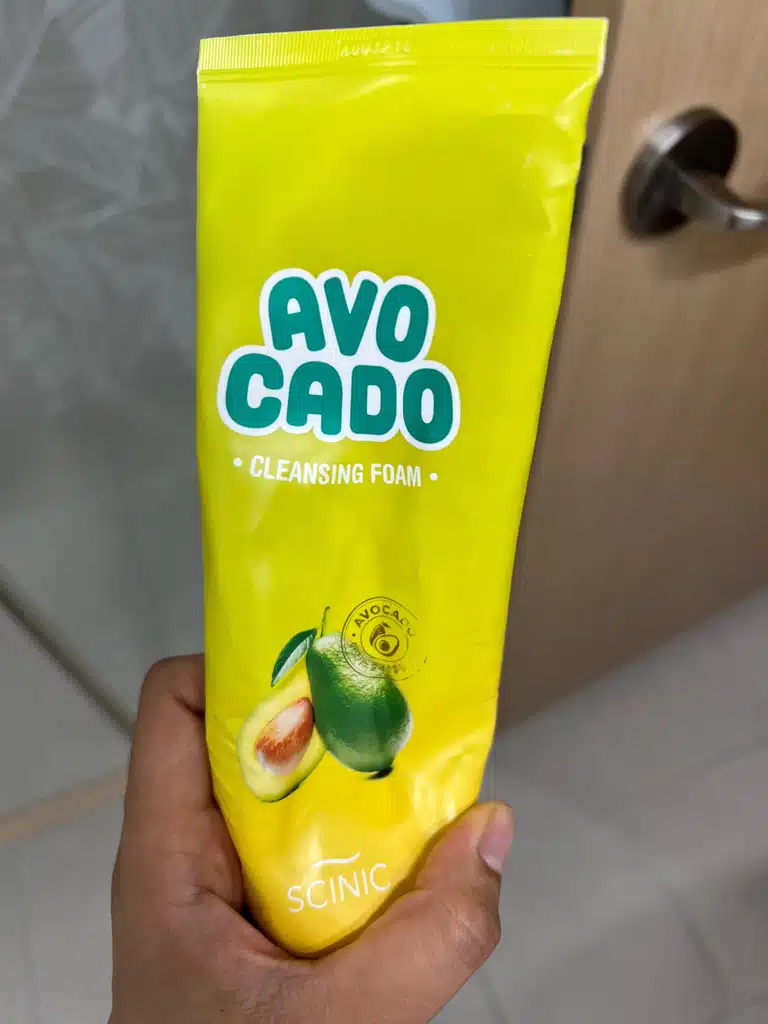 AVO
CADO
• CLEANSING FOAM •
AVOCADO
SCINIC